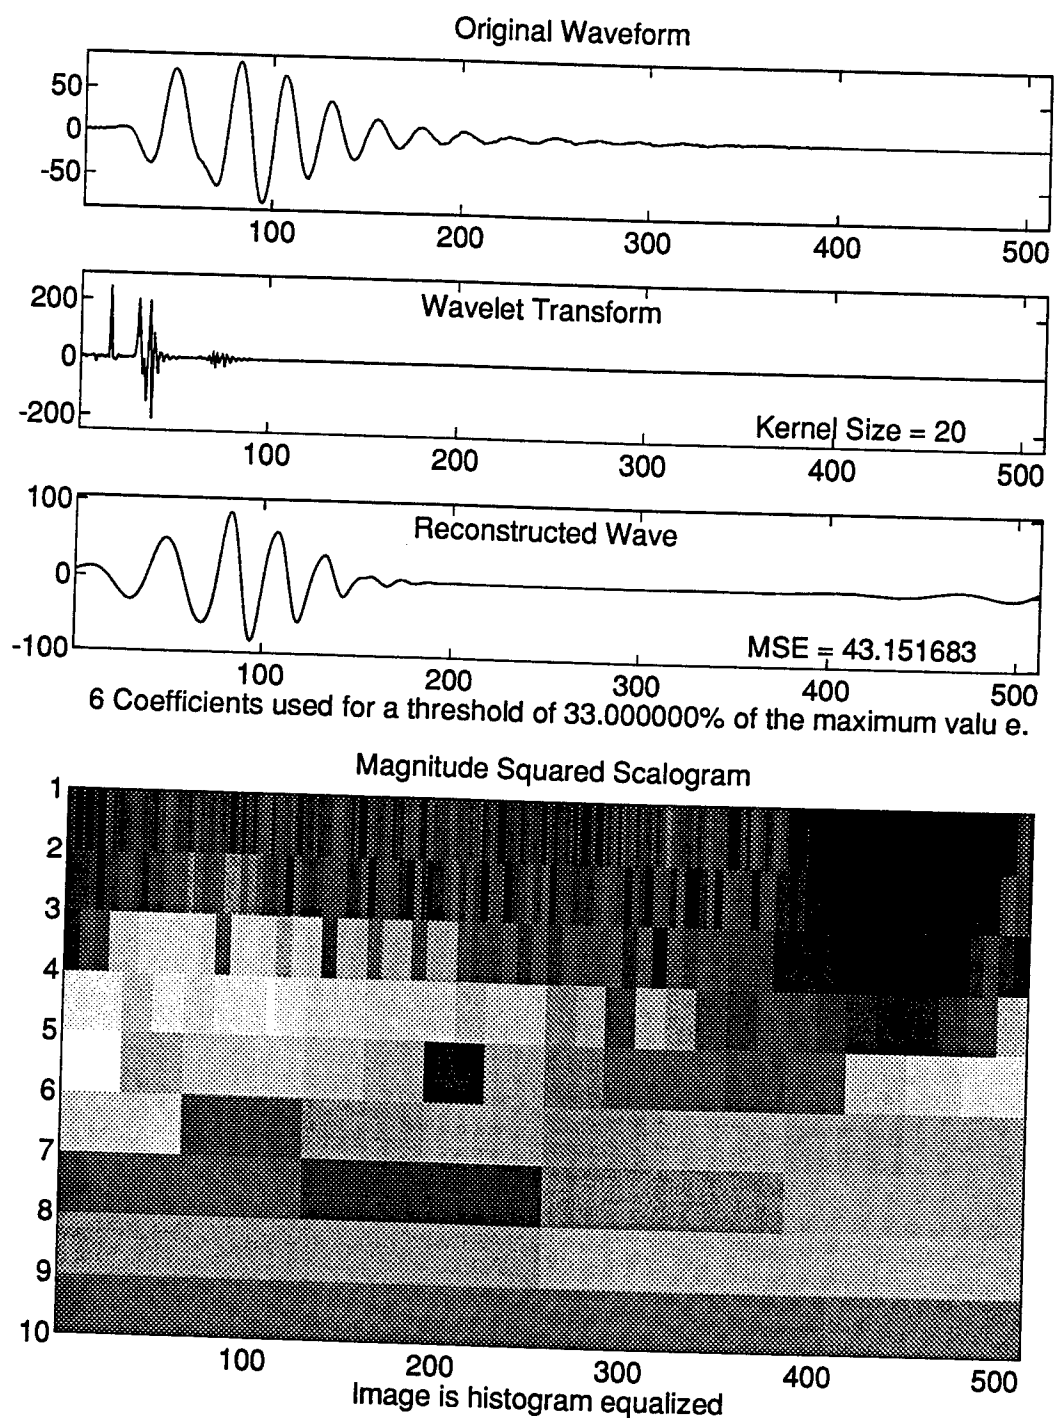 Original Waveform
50
0
-50
100 200 300 400 500
200
0
-200
Wavelet Transform
Kernel Size = 20
100 200 300 400 500
100
0
-100
Reconstructed Wave
MSE = 43.151683
100 200 300 400 500
6 Coefficients used for a threshold of 33.000000% of the maximum valu e.
Magnitude Squared Scalogram
1
2
3
4
5
6
7
8
9
10
100 200 300 400 500
Image is histogram equalized